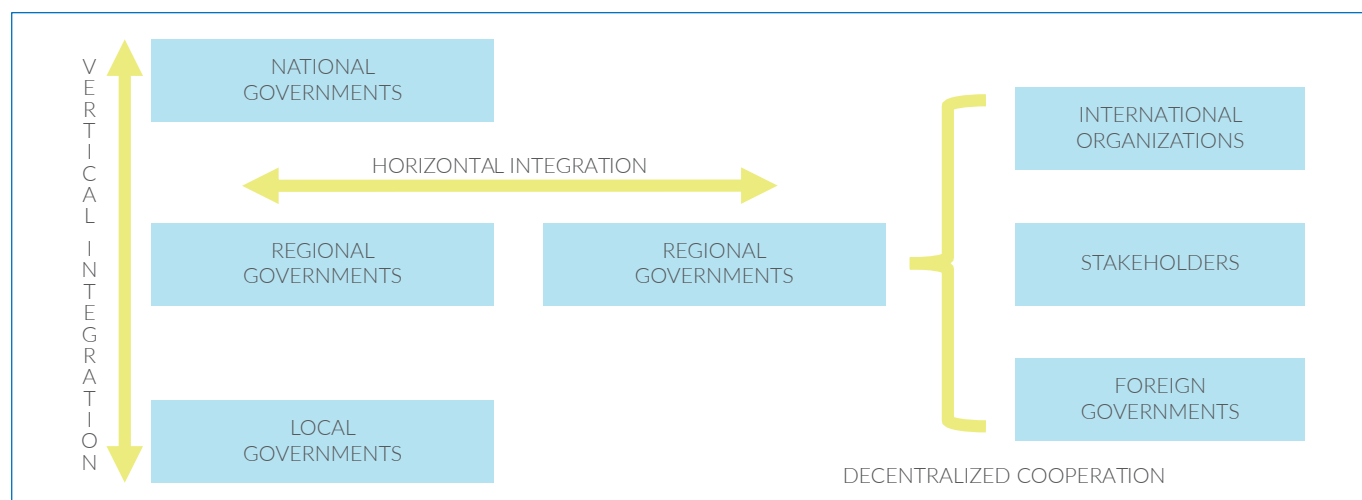 VERTICAL INTEGRATION
NATIONAL
GOVERNMENTS
HORIZONTAL INTEGRATION
REGIONAL
GOVERNMENTS
REGIONAL
GOVERNMENTS
LOCAL
GOVERNMENTS
INTERNATIONAL
ORGANIZATIONS
STAKEHOLDERS
FOREIGN
GOVERNMENTS
DECENTRALIZED COOPERATION